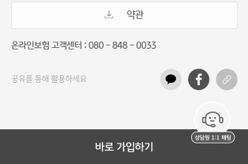 약관
온라인보험 고객센터 : 080 - 848 - 0033
공유를 통해 활용하세요
상담원 1:1 채팅
바로 가입하기